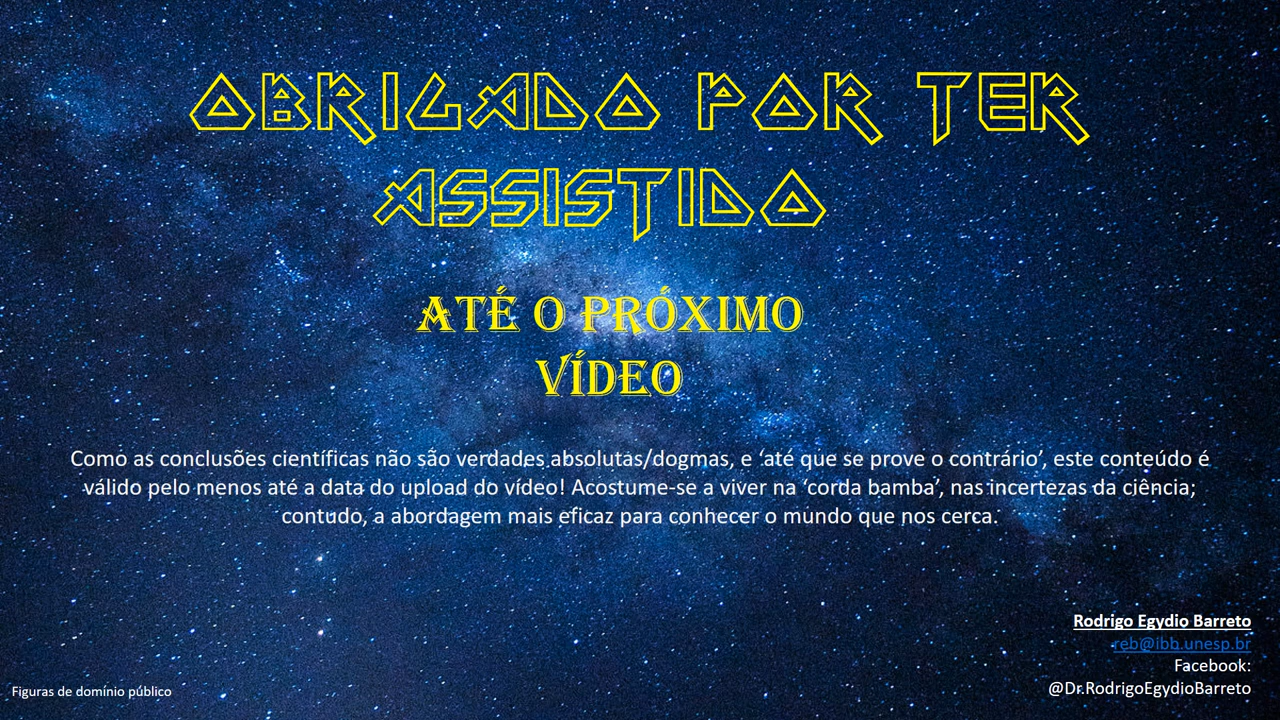 OBRIGADO POR TER
ASSISTIDO
ATÉ O PRÓXIMO
VÍDEO
Como as conclusões científicas não são verdades absolutas/dogmas, e ‘até que se prove o contrário’, este conteúdo é
válido pelo menos até a data do upload do vídeo! Acostume-se a viver na ‘corda bamba’, nas incertezas da ciência;
contudo, a abordagem mais eficaz para conhecer o mundo que nos cerca.
Rodrigo Egydio Barreto
reb@ibb.unesp.br
Facebook:
@Dr.RodrigoEgydioBarreto
Figuras de domínio público